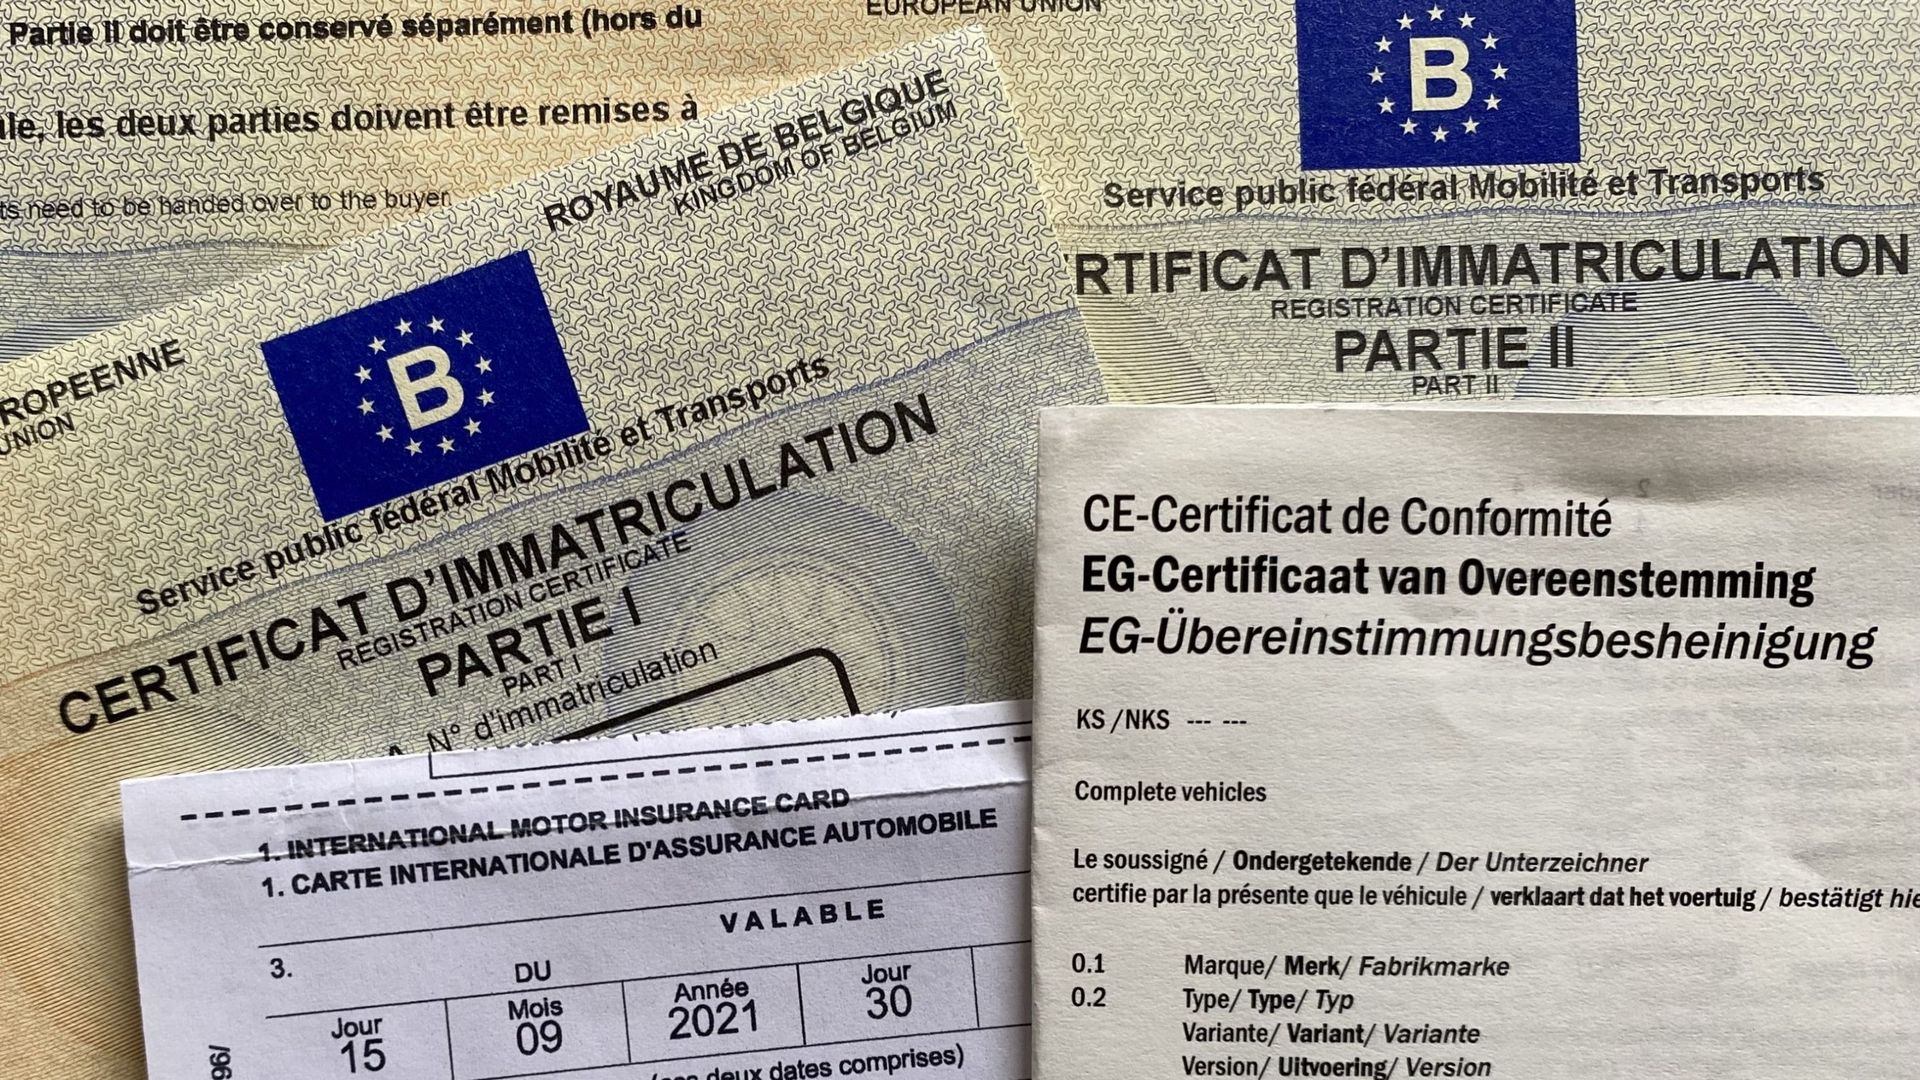 Partie II doit être conservé séparément (hors du
le, les deux parties doivent être remises à
ts need to be handed over to the buyer.
EUROPEAN UNION
B
Service public fédéral Mobilité et Transports
RTIFICAT D'IMMATRICULATION
REGISTRATION CERTIFICATE
PARTIE II
PART II
ROYAUME DE BELGIQUE
KINGDOM OF BELGIUM
ROPEENNE
UNION
B
Service public fédéral Mobilité et Transports
CERTIFICAT D'IMMATRICULATION
REGISTRATION CERTIFICATE
PARTIE I
PART I
A. N° d'immatriculation
1. INTERNATIONAL MOTOR INSURANCE CARD
1. CARTE INTERNATIONALE D'ASSURANCE AUTOMOBILE
VALABLE
3. DU
Jour Mois Année Jour
15 09 2021 30
deux dates comprises)
/96
CE-Certificat de Conformité
EG-Certificaat van Overeenstemming
EG-Übereinstimmungsbesheinigung
KS /NKS --- ---
Complete vehicles
Le soussigné / Ondergetekende / Der Unterzeichner
certifie par la présente que le véhicule / verklaart dat het voertuig / bestätigt hie
0.1 Marque/ Merk/ Fabrikmarke
0.2 Type/ Type/ Typ
Variante/ Variant/ Variante
Version/ Uitvoering/ Version